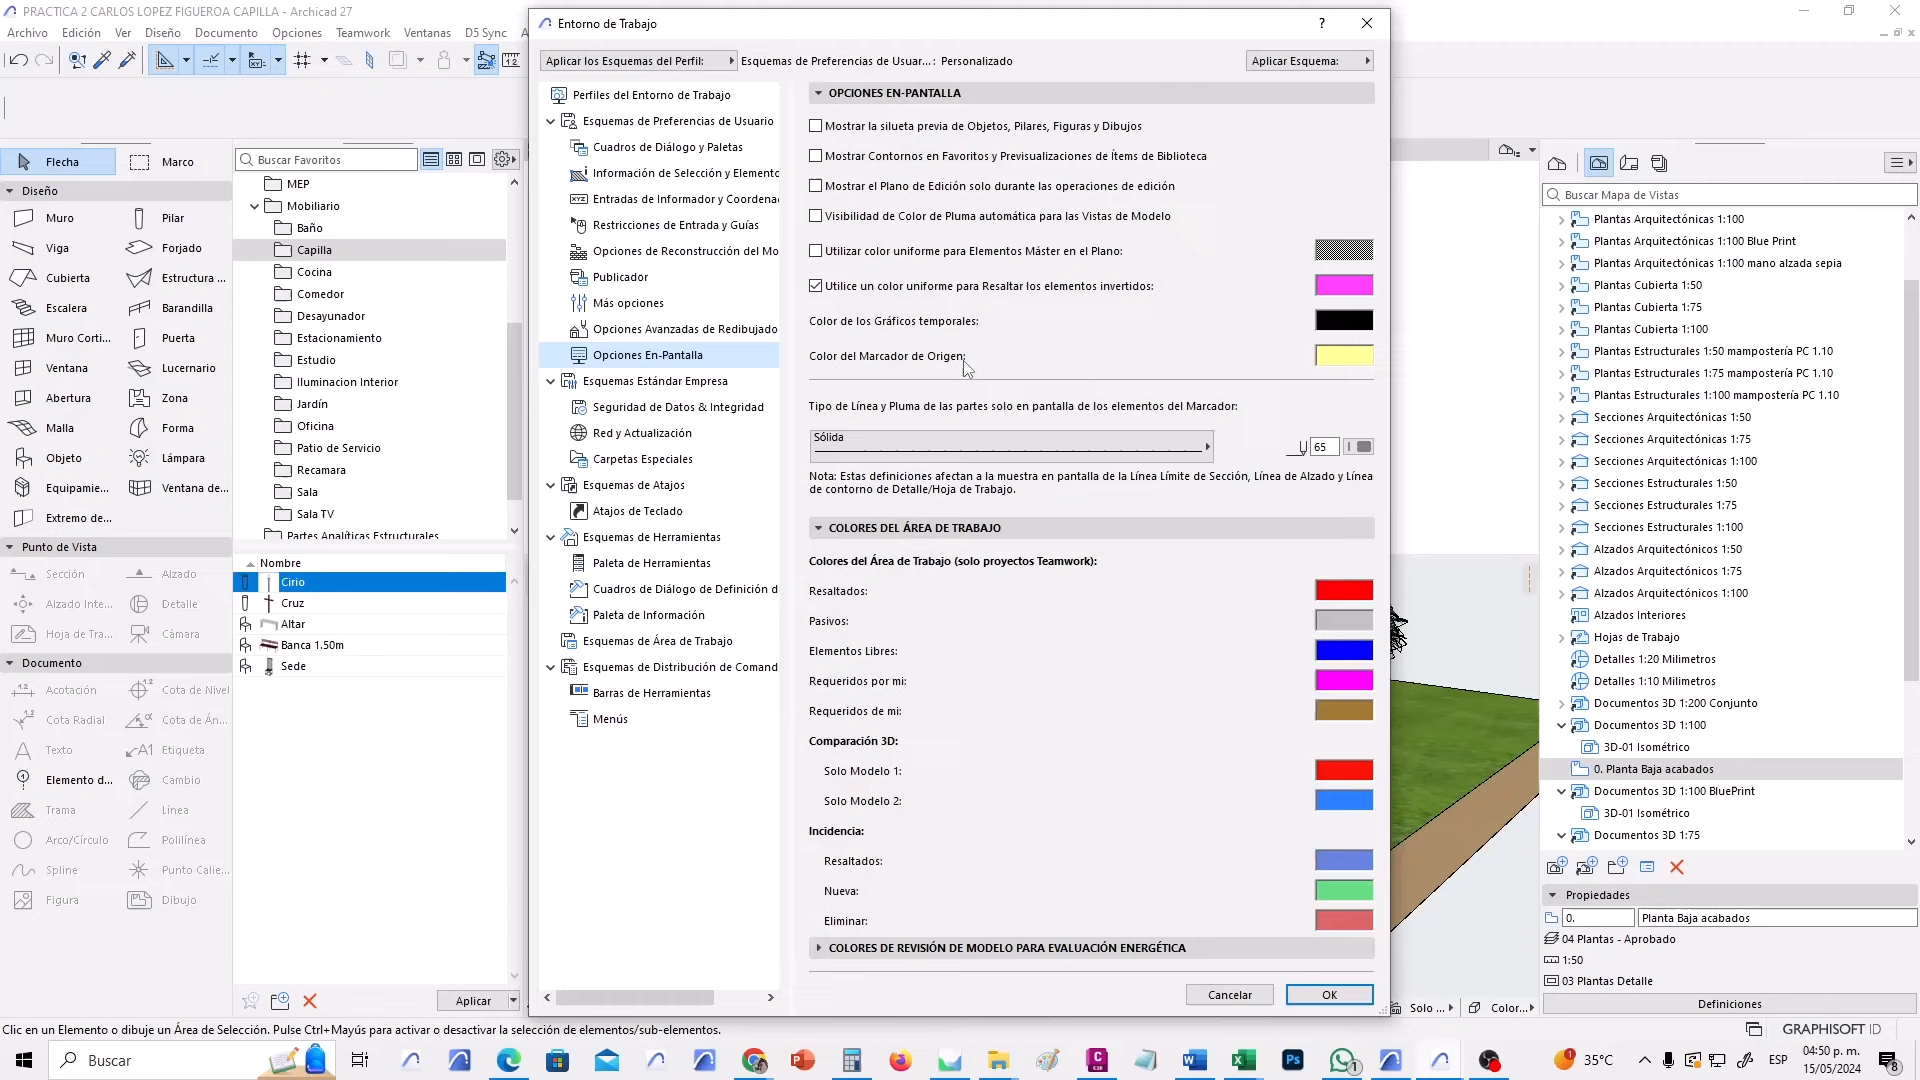 PRACTICA 2 CARLOS LOPEZ FIGUEROA CAPILLA - Archicad 27
Archivo Edición Ver Diseño Documento Opciones Teamwork Ventanas D5 Sync
Flecha
Marco
Diseño
Muro Pilar
Viga Forjado
Cubierta Estructura ...
Escalera Barandilla
Muro Corti... Puerta
Ventana Lucernario
Abertura Zona
Malla Forma
Objeto Lámpara
Equipamie... Ventana de...
Extremo de...
Punto de Vista
Sección Alzado
Alzado Inte... Detalle
Hoja de Tra... Cámara
Documento
Acotación Cota de Nivel
Cota Radial Cota de Án...
Texto Etiqueta
Elemento d... Cambio
Trama Línea
Arco/Círculo Polilínea
Spline Punto Calie...
Figura Dibujo
Buscar Favoritos
MEP
Mobiliario
Baño
Capilla
Cocina
Comedor
Desayunador
Estacionamiento
Estudio
Iluminacion Interior
Jardín
Oficina
Patio de Servicio
Recamara
Sala
Sala TV
Partes Analíticas Estructurales
Nombre
Cirio
Cruz
Altar
Banca 1.50m
Sede
Aplicar
Entorno de Trabajo
?
Aplicar los Esquemas del Perfil:
Esquemas de Preferencias de Usuar... : Personalizado
Aplicar Esquema:
Perfiles del Entorno de Trabajo
Esquemas de Preferencias de Usuario
Cuadros de Diálogo y Paletas
Información de Selección y Elemento
Entradas de Informador y Coordena
Restricciones de Entrada y Guías
Opciones de Reconstrucción del Mo
Publicador
Más opciones
Opciones Avanzadas de Redibujado
Opciones En-Pantalla
Esquemas Estándar Empresa
Seguridad de Datos & Integridad
Red y Actualización
Carpetas Especiales
Esquemas de Atajos
Atajos de Teclado
Esquemas de Herramientas
Paleta de Herramientas
Cuadros de Diálogo de Definición d
Paleta de Información
Esquemas de Área de Trabajo
Esquemas de Distribución de Comand
Barras de Herramientas
Menús
OPCIONES EN-PANTALLA
Mostrar la silueta previa de Objetos, Pilares, Figuras y Dibujos
Mostrar Contornos en Favoritos y Previsualizaciones de Ítems de Biblioteca
Mostrar el Plano de Edición solo durante las operaciones de edición
Visibilidad de Color de Pluma automática para las Vistas de Modelo
Utilizar color uniforme para Elementos Máster en el Plano:
Utilice un color uniforme para Resaltar los elementos invertidos:
Color de los Gráficos temporales:
Color del Marcador de Origen:
Tipo de Línea y Pluma de las partes solo en pantalla de los elementos del Marcador:
Sólida
65
Nota: Estas definiciones afectan a la muestra en pantalla de la Línea Límite de Sección, Línea de Alzado y Línea
de contorno de Detalle/Hoja de Trabajo.
COLORES DEL ÁREA DE TRABAJO
Colores del Área de Trabajo (solo proyectos Teamwork):
Resaltados:
Pasivos:
Elementos Libres:
Requeridos por mi:
Requeridos de mi:
Comparación 3D:
Solo Modelo 1:
Solo Modelo 2:
Incidencia:
Resaltados:
Nueva:
Eliminar:
COLORES DE REVISIÓN DE MODELO PARA EVALUACIÓN ENERGÉTICA
Cancelar
OK
Buscar Mapa de Vistas
Plantas Arquitectónicas 1:100
Plantas Arquitectónicas 1:100 Blue Print
Plantas Arquitectónicas 1:100 mano alzada sepia
Plantas Cubierta 1:50
Plantas Cubierta 1:75
Plantas Cubierta 1:100
Plantas Estructurales 1:50 mampostería PC 1.10
Plantas Estructurales 1:75 mampostería PC 1.10
Plantas Estructurales 1:100 mampostería PC 1.10
Secciones Arquitectónicas 1:50
Secciones Arquitectónicas 1:75
Secciones Arquitectónicas 1:100
Secciones Estructurales 1:50
Secciones Estructurales 1:75
Secciones Estructurales 1:100
Alzados Arquitectónicos 1:50
Alzados Arquitectónicos 1:75
Alzados Arquitectónicos 1:100
Alzados Interiores
Hojas de Trabajo
Detalles 1:20 Milimetros
Detalles 1:10 Milimetros
Documentos 3D 1:200 Conjunto
Documentos 3D 1:100
3D-01 Isométrico
0. Planta Baja acabados
Documentos 3D 1:100 BluePrint
3D-01 Isométrico
Documentos 3D 1:75
Propiedades
0. Planta Baja acabados
04 Plantas - Aprobado
1:50
03 Plantas Detalle
Definiciones
Solo ... Color...
Clic en un Elemento o dibuje un Área de Selección. Pulse Ctrl+Mayús para activar o desactivar la selección de elementos/sub-elementos.
GRAPHISOFT ID
Buscar
35°C
ESP
04:50 p. m.
15/05/2024